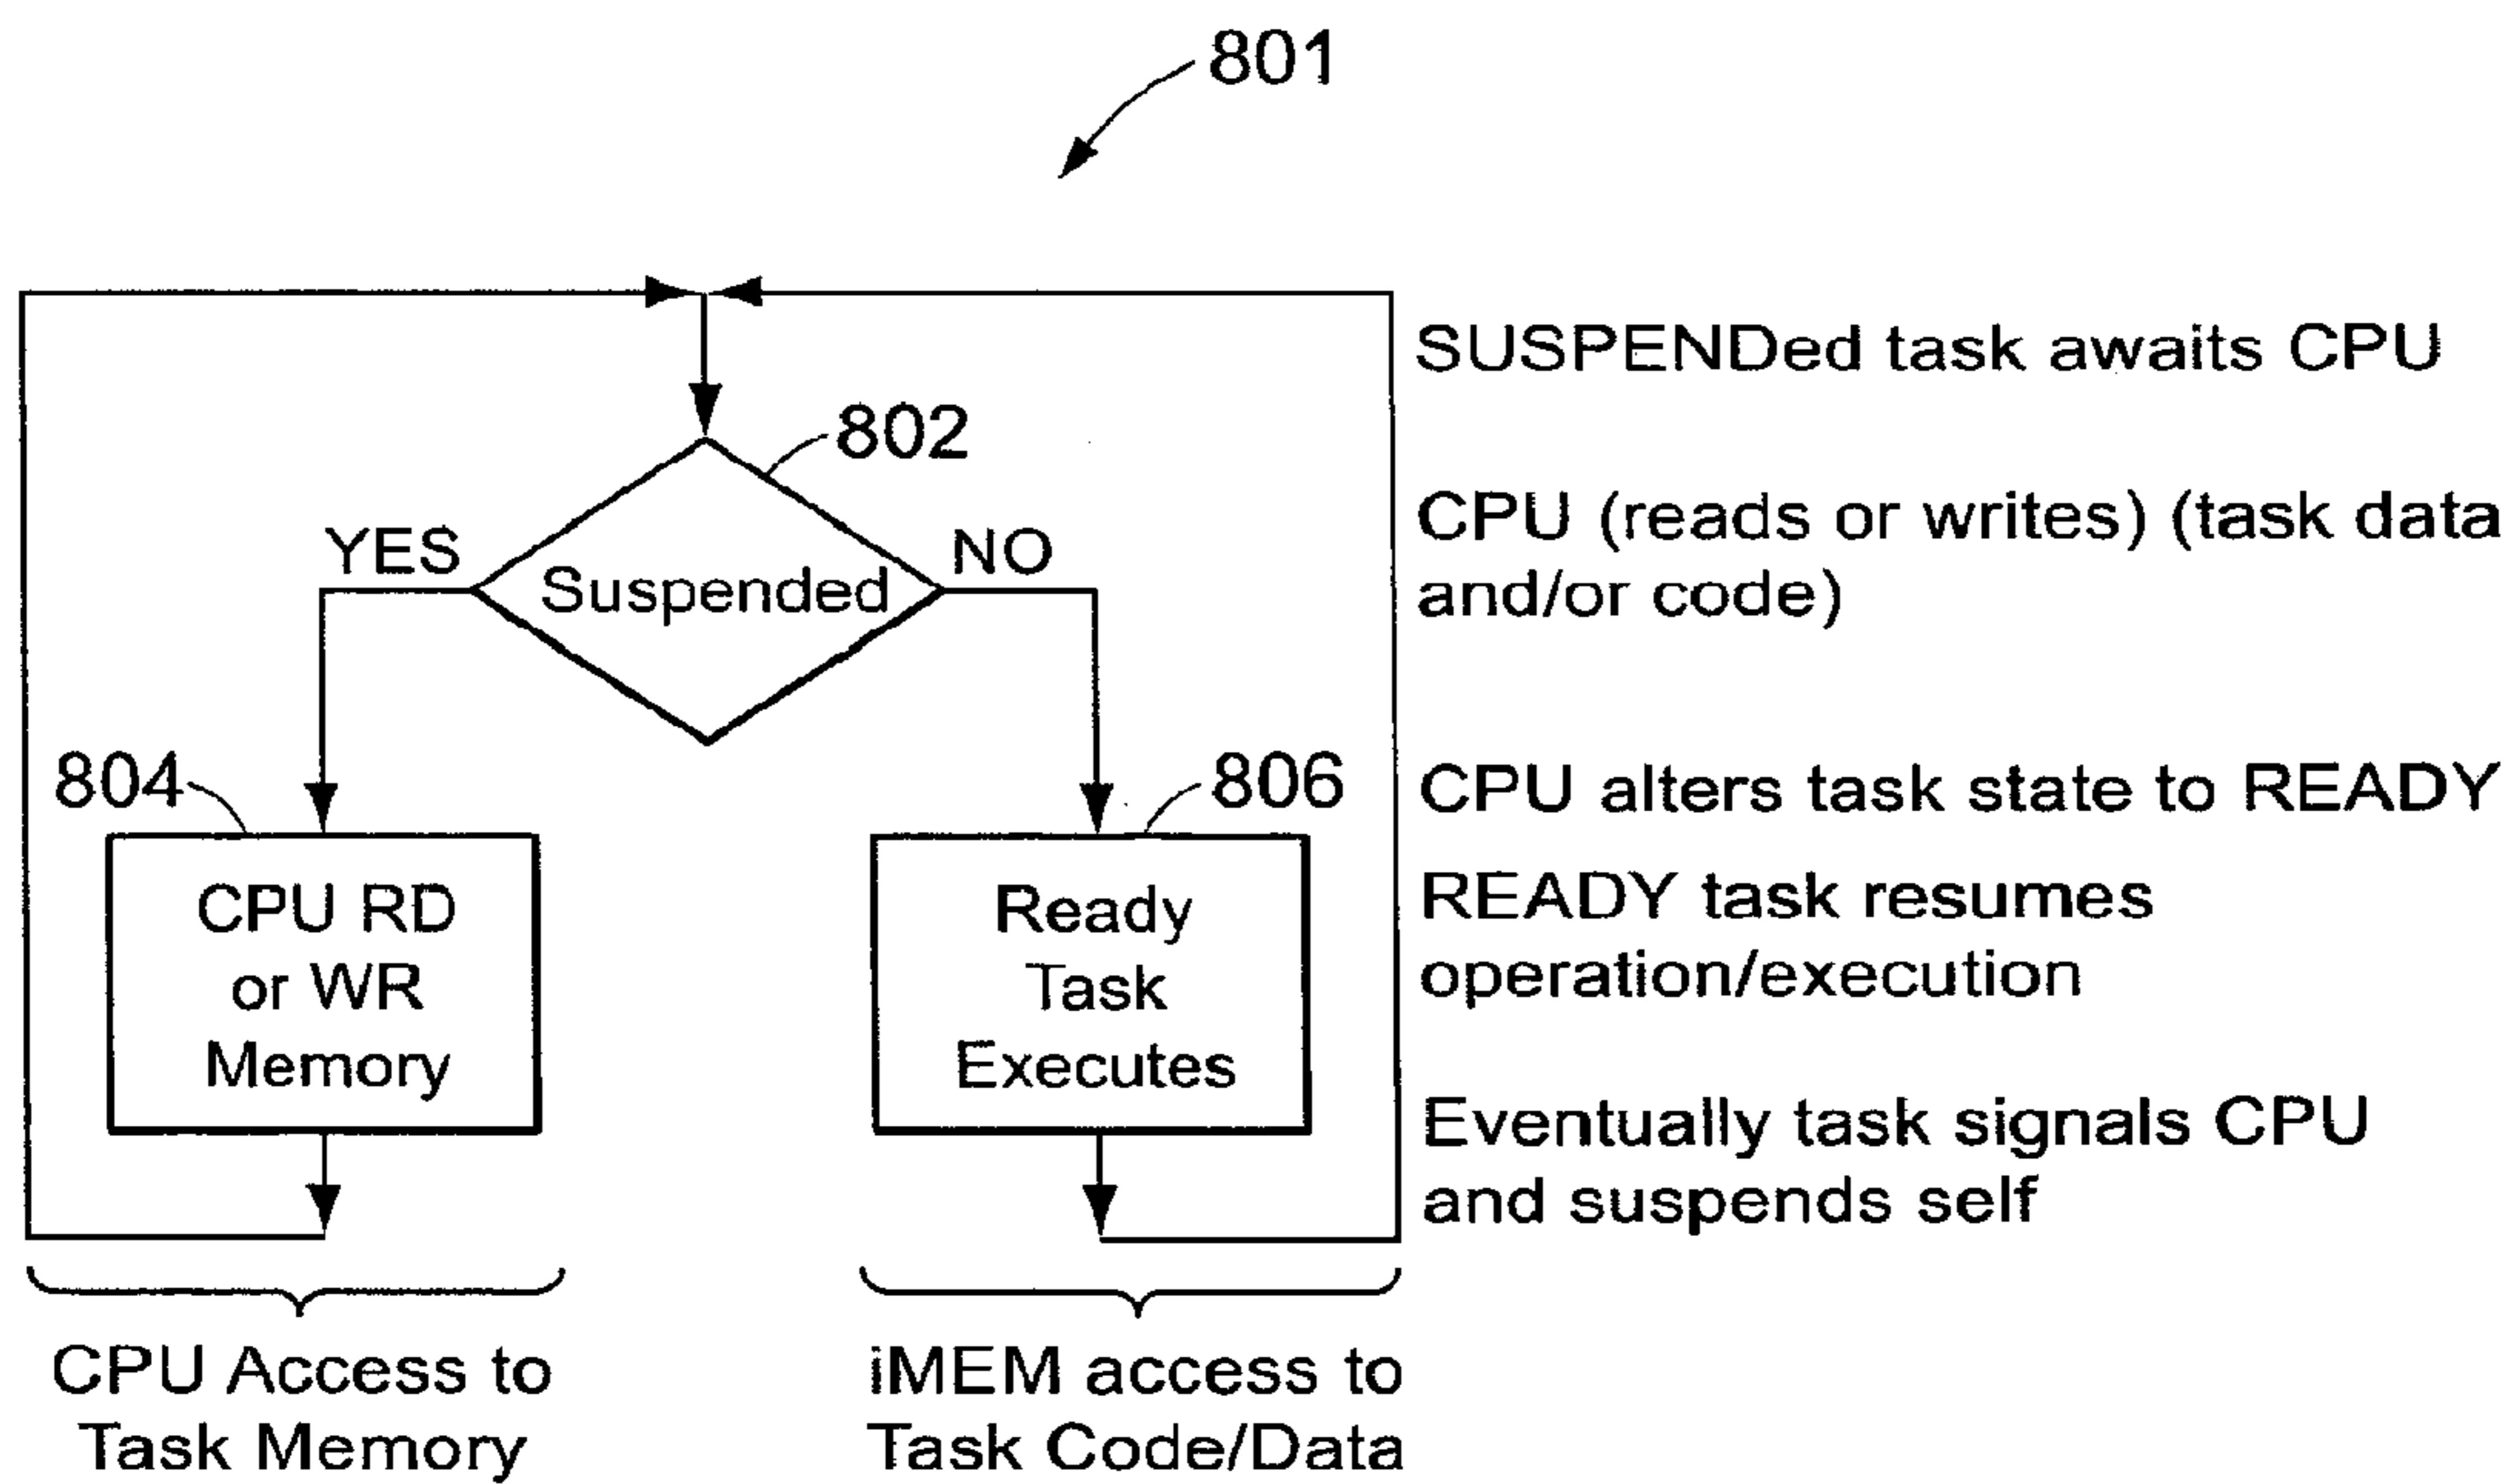 801
SUSPENDed task awaits CPU
802
CPU (reads or writes) (task data
and/or code)
YES
NO
Suspended
804
806
CPU alters task state to READY
CPU RD
or WR
Memory
Ready
Task
Executes
READY task resumes
operation/execution
Eventually task signals CPU
and suspends self
CPU Access to
Task Memory
iMEM access to
Task Code/Data